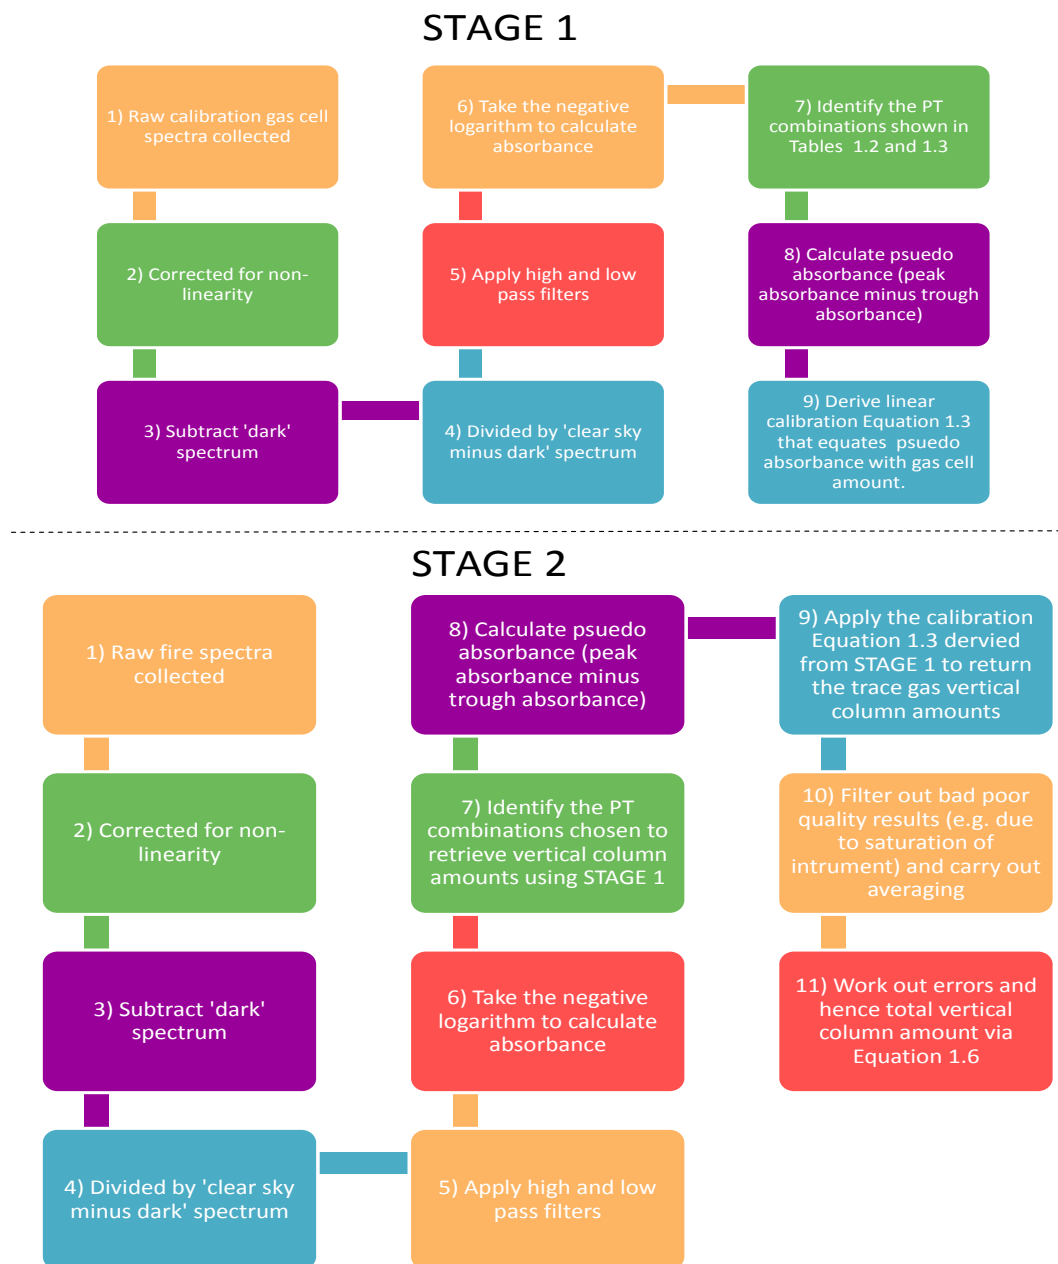 STAGE 1
1) Raw calibration gas cell
spectra collected
2) Corrected for non-
linearity
3) Subtract 'dark'
spectrum
4) Divided by 'clear sky
minus dark' spectrum
5) Apply high and low
pass filters
6) Take the negative
logarithm to calculate
absorbance
7) Identify the PT
combinations shown in
Tables 1.2 and 1.3
8) Calculate psuedo
absorbance (peak
absorbance minus trough
absorbance)
9) Derive linear
calibration Equation 1.3
that equates psuedo
absorbance with gas cell
amount.
STAGE 2
1) Raw fire spectra
collected
2) Corrected for non-
linearity
3) Subtract 'dark'
spectrum
4) Divided by 'clear sky
minus dark' spectrum
5) Apply high and low
pass filters
6) Take the negative
logarithm to calculate
absorbance
7) Identify the PT
combinations chosen to
retrieve vertical column
amounts using STAGE 1
8) Calculate psuedo
absorbance (peak
absorbance minus
trough absorbance)
9) Apply the calibration
Equation 1.3 dervied
from STAGE 1 to return
the trace gas vertical
column amounts
10) Filter out bad poor
quality results (e.g. due
to saturation of
intrument) and carry out
averaging
11) Work out errors and
hence total vertical
column amount via
Equation 1.6